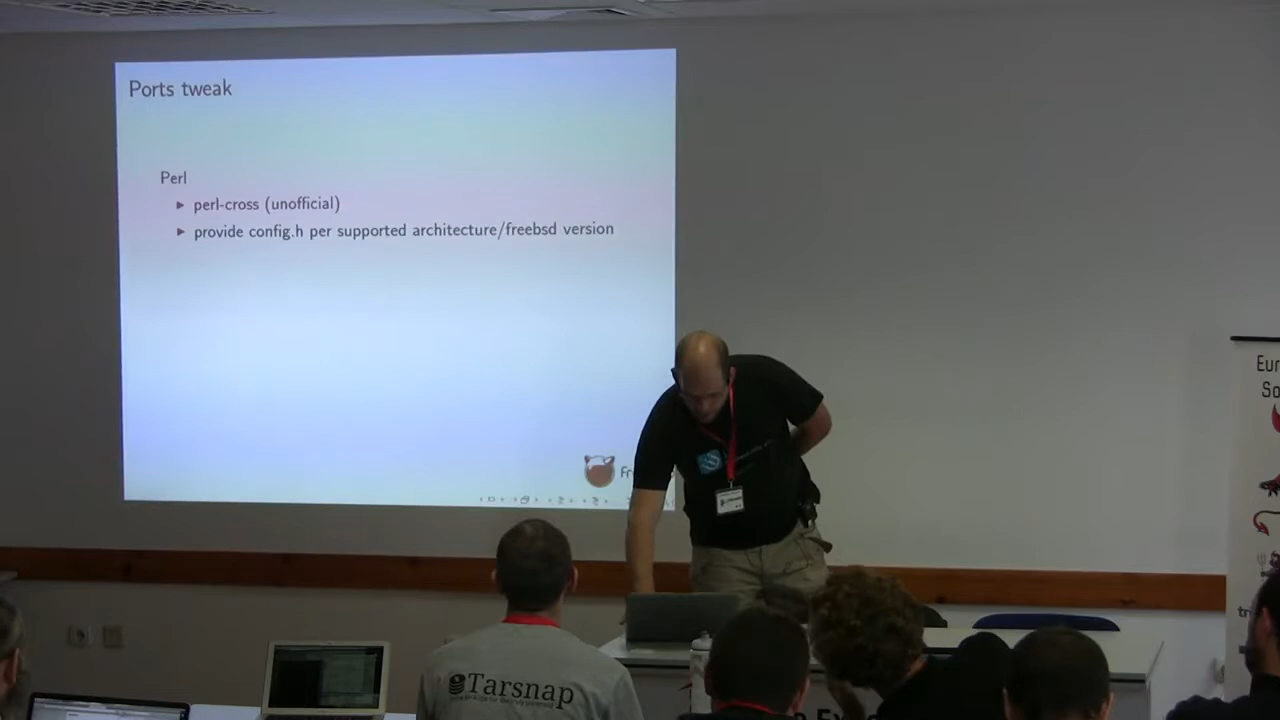 Ports tweak
Perl
▸ perl-cross (unofficial)
▸ provide config.h per supported architecture/freebsd version
Tarsnap